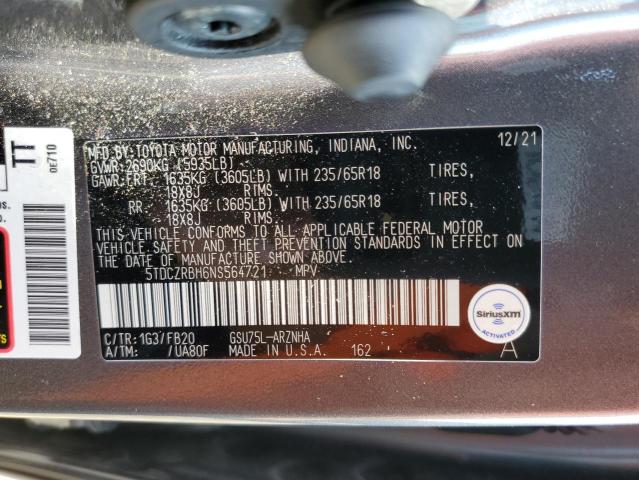 MFD BY:TOYOTA MOTOR MANUFACTURING, INDIANA, INC. 12/21
GVWR:2690KG (5935LB)
GAWR:FRT 1635KG (3605LB) WITH 235/65R18 TIRES,
18X8J RIMS.
RR 1635KG (3605LB) WITH 235/65R18 TIRES,
18X8J RIMS.
THIS VEHICLE CONFORMS TO ALL APPLICABLE FEDERAL MOTOR
VEHICLE SAFETY AND THEFT PREVENTION STANDARDS IN EFFECT
ON THE DATE OF MANUFACTURE SHOWN ABOVE.
5TDCZRBH6NS564721 MPV
C/TR:1G3/FB20 GSU75L-ARZNHA
A/TM: /UA80F MADE IN U.S.A. 162
SiriusXM
ACTIVATED
A
TT
0E710